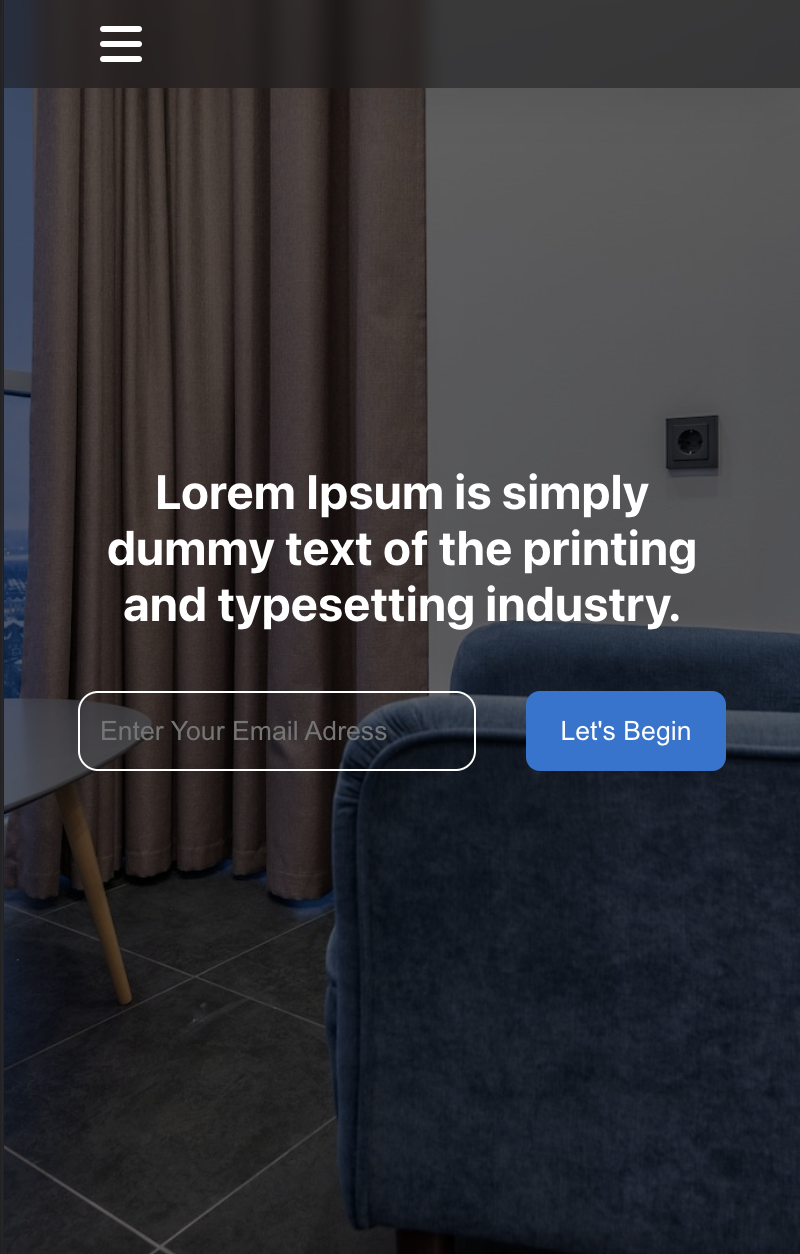 Lorem Ipsum is simply
dummy text of the printing
and typesetting industry.
Enter Your Email Adress
Let's Begin